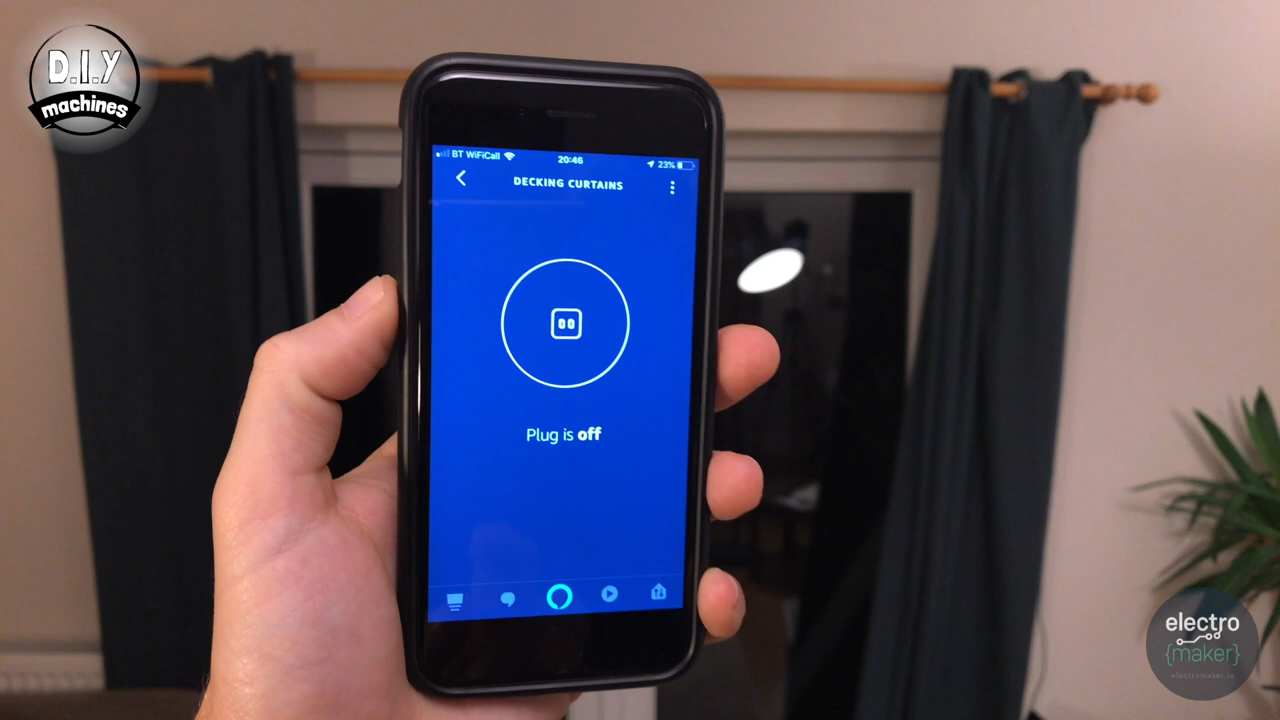 D.I.Y
machines
BT WiFiCall
20:46
23%
DECKING CURTAINS
Plug is off
electro
{maker}
electromaker.io